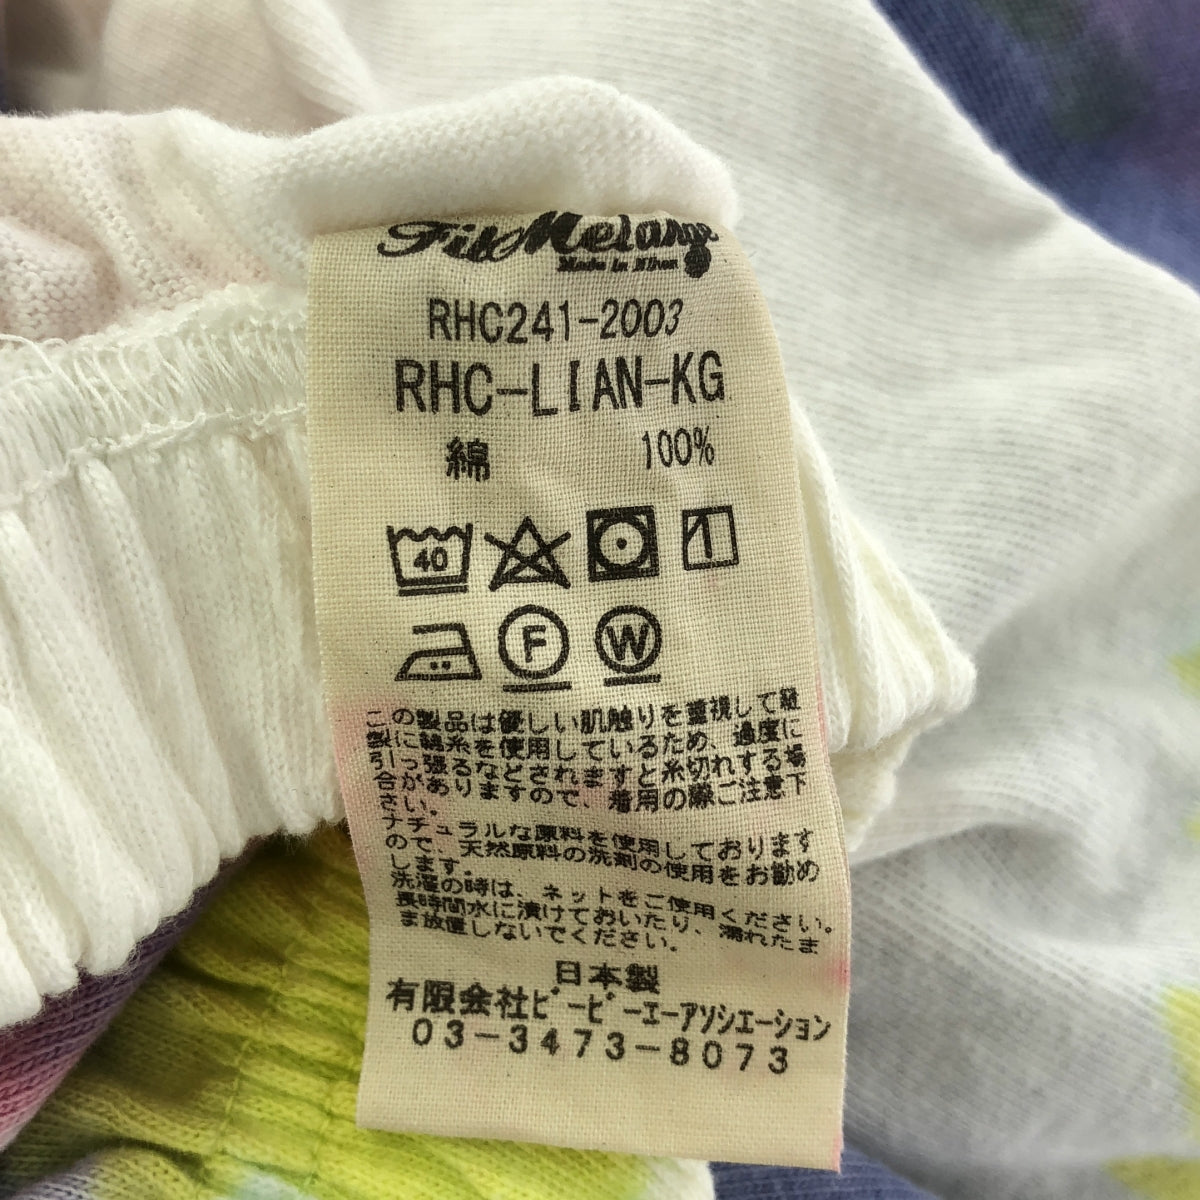 FilMelange
RHC241-2003
RHC-LIAN-KG
綿 100%
40
1
F W
この製品は優しい肌触りを重視して縫
製に綿糸を使用しているため、過度に
引っ張るなどされますと糸切れする場
合がありますので、着用の際ご注意下
さい。
ナチュラルな原料を使用しております
ので、天然原料の洗剤の使用をお勧め
します。
洗濯の時は、ネットをご使用ください。
長時間水に漬けておいたり、濡れたま
ま放置しないでください。
日本製
有限会社ビービーエーアソシエーション
03-3473-8073